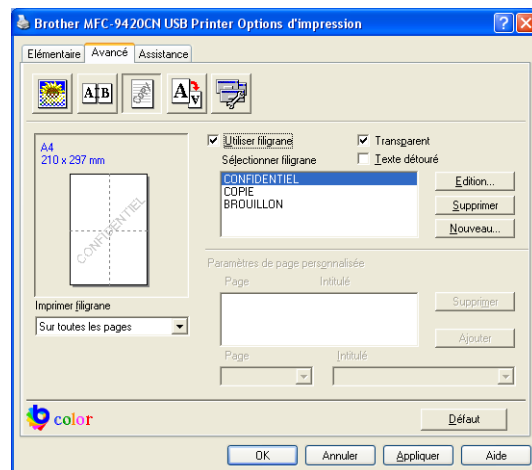 Brother MFC-9420CN USB Printer Options d'impression
Elémentaire Avancé Assistance
A4
210 x 297 mm
CONFIDENTIEL
Imprimer filigrane
Sur toutes les pages
Utiliser filigrane
Transparent
Sélectionner filigrane
Texte détouré
CONFIDENTIEL
COPIE
BROUILLON
Edition...
Supprimer
Nouveau...
Paramètres de page personnalisée
Page Intitulé
Supprimer
Ajouter
Page Intitulé
color
Défaut
OK Annuler Appliquer Aide